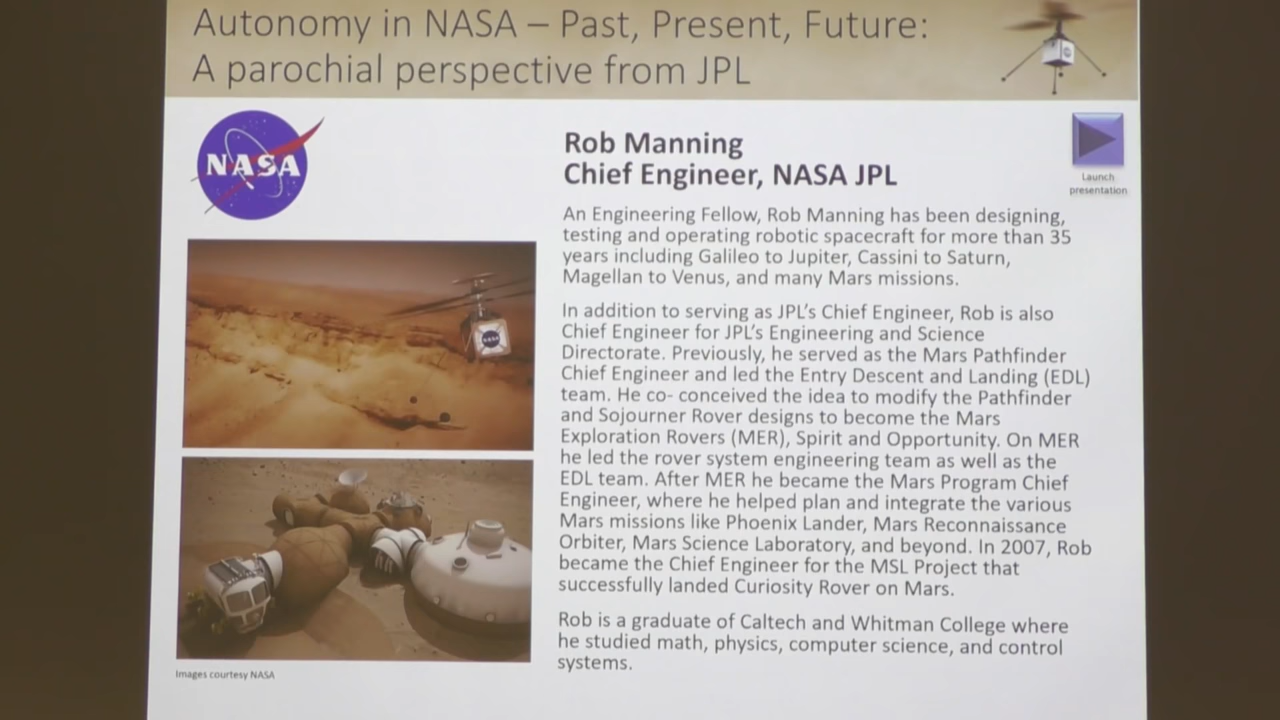 Autonomy in NASA – Past, Present, Future:
A parochial perspective from JPL
NASA
Rob Manning
Chief Engineer, NASA JPL
Launch
presentation
An Engineering Fellow, Rob Manning has been designing,
testing and operating robotic spacecraft for more than 35
years including Galileo to Jupiter, Cassini to Saturn,
Magellan to Venus, and many Mars missions.
In addition to serving as JPL's Chief Engineer, Rob is also
Chief Engineer for JPL's Engineering and Science
Directorate. Previously, he served as the Mars Pathfinder
Chief Engineer and led the Entry Descent and Landing (EDL)
team. He co- conceived the idea to modify the Pathfinder
and Sojourner Rover designs to become the Mars
Exploration Rovers (MER), Spirit and Opportunity. On MER
he led the rover system engineering team as well as the
EDL team. After MER he became the Mars Program Chief
Engineer, where he helped plan and integrate the various
Mars missions like Phoenix Lander, Mars Reconnaissance
Orbiter, Mars Science Laboratory, and beyond. In 2007, Rob
became the Chief Engineer for the MSL Project that
successfully landed Curiosity Rover on Mars.
Rob is a graduate of Caltech and Whitman College where
he studied math, physics, computer science, and control
systems.
NASA
Images courtesy NASA